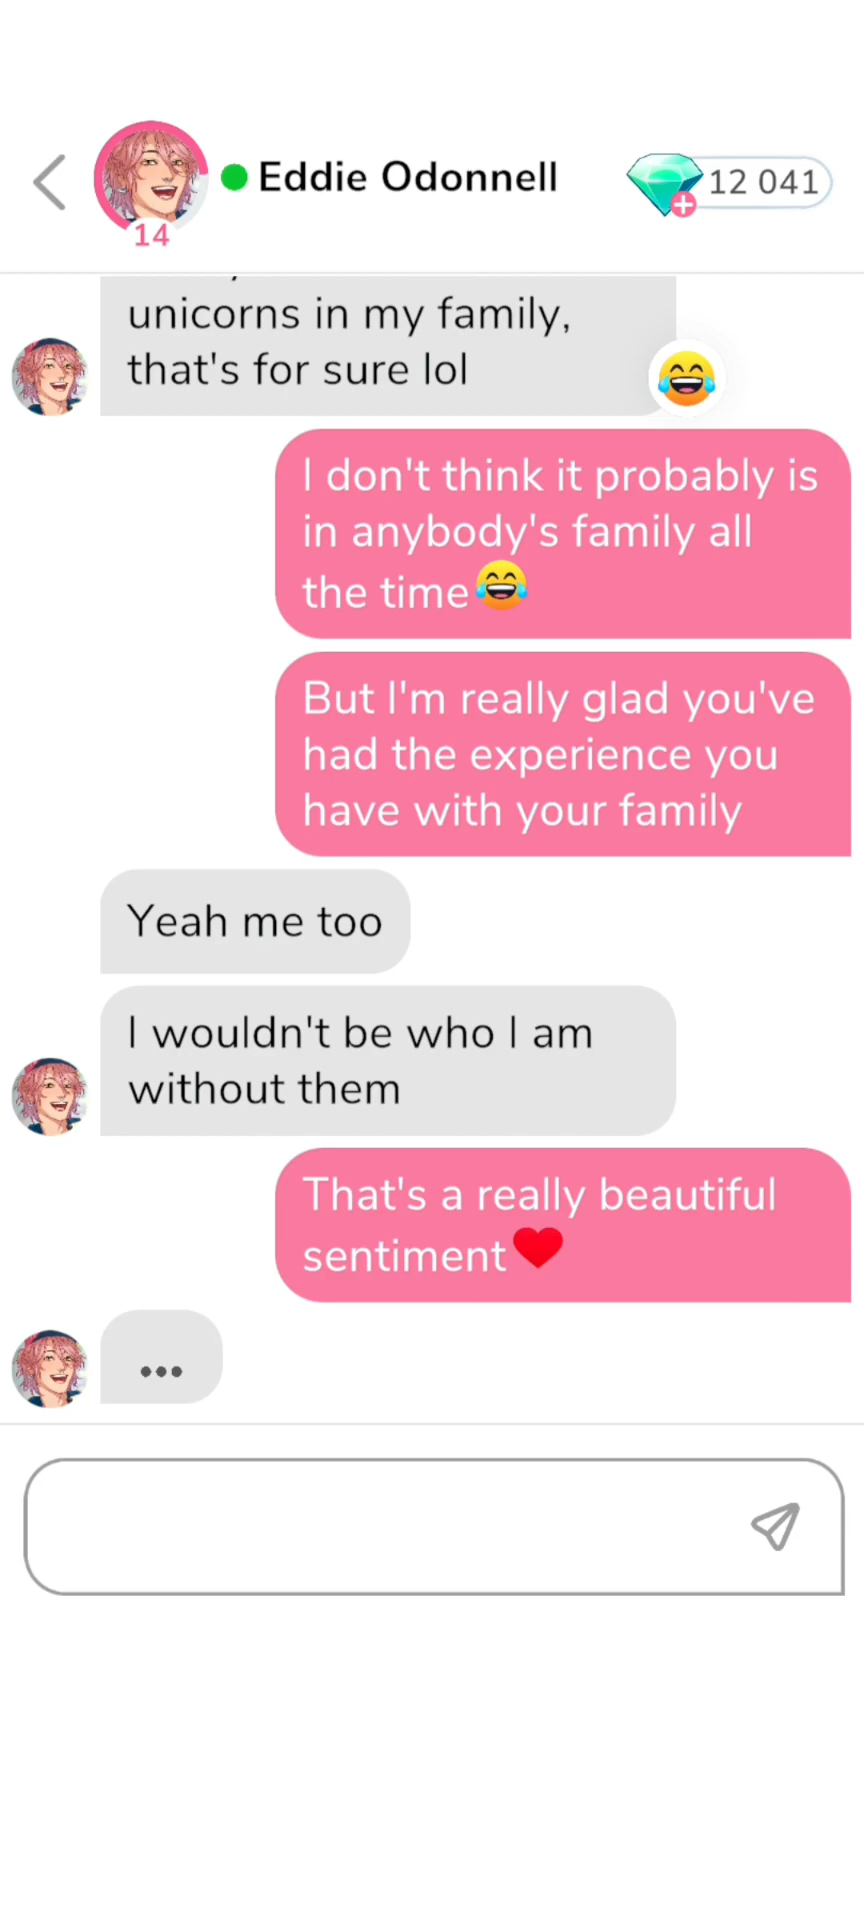 Eddie Odonnell
12 041
14
unicorns in my family,
that's for sure lol
I don't think it probably is
in anybody's family all
the time😂
But I'm really glad you've
had the experience you
have with your family
Yeah me too
I wouldn't be who I am
without them
That's a really beautiful
sentiment❤️
...